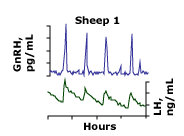 Sheep 1
GnRH,
pg/mL
LH,
ng/mL
Hours